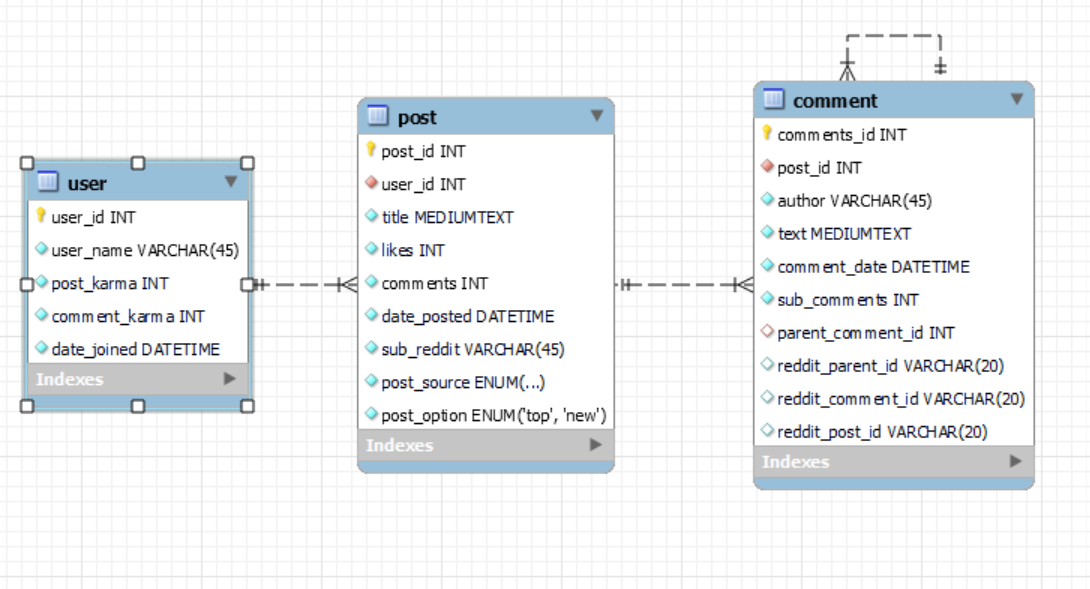 user
user_id INT
user_name VARCHAR(45)
post_karma INT
comment_karma INT
date_joined DATETIME
Indexes
post
post_id INT
user_id INT
title MEDIUMTEXT
likes INT
comments INT
date_posted DATETIME
sub_reddit VARCHAR(45)
post_source ENUM(...)
post_option ENUM('top', 'new')
Indexes
comment
comments_id INT
post_id INT
author VARCHAR(45)
text MEDIUMTEXT
comment_date DATETIME
sub_comments INT
parent_comment_id INT
reddit_parent_id VARCHAR(20)
reddit_comment_id VARCHAR(20)
reddit_post_id VARCHAR(20)
Indexes